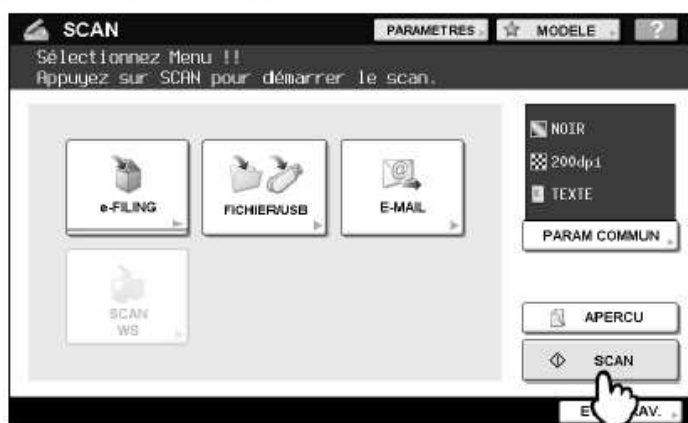 SCAN
PARAMETRES
MODELE
?
Sélectionnez Menu !!
Appuyez sur SCAN pour démarrer le scan.
e-FILING
FICHIER/USB
E-MAIL
SCAN
WS
NOIR
200dpi
TEXTE
PARAM COMMUN
APERCU
SCAN